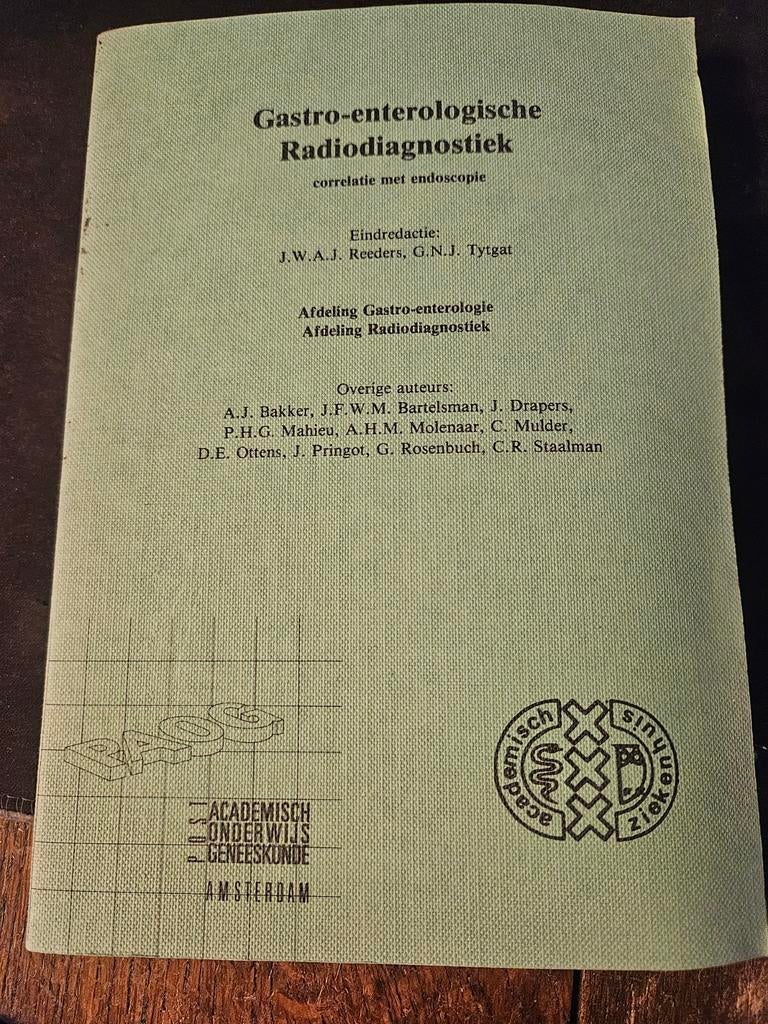 Gastro-enterologische
Radiodiagnostiek
correlatie met endoscopie
Eindredactie:
J.W.A.J. Reeders, G.N.J. Tytgat
Afdeling Gastro-enterologie
Afdeling Radiodiagnostiek
Overige auteurs:
A.J. Bakker, J.F.W.M. Bartelsman, J. Drapers,
P.H.G. Mahieu, A.H.M. Molenaar, C. Mulder,
D.E. Ottens, J. Pringot, G. Rosenbuch, C.R. Staalman
PAOG
POST
ACADEMISCH
ONDERWIJS
GENEESKUNDE
AMSTERDAM
academisch
ziekenhuis